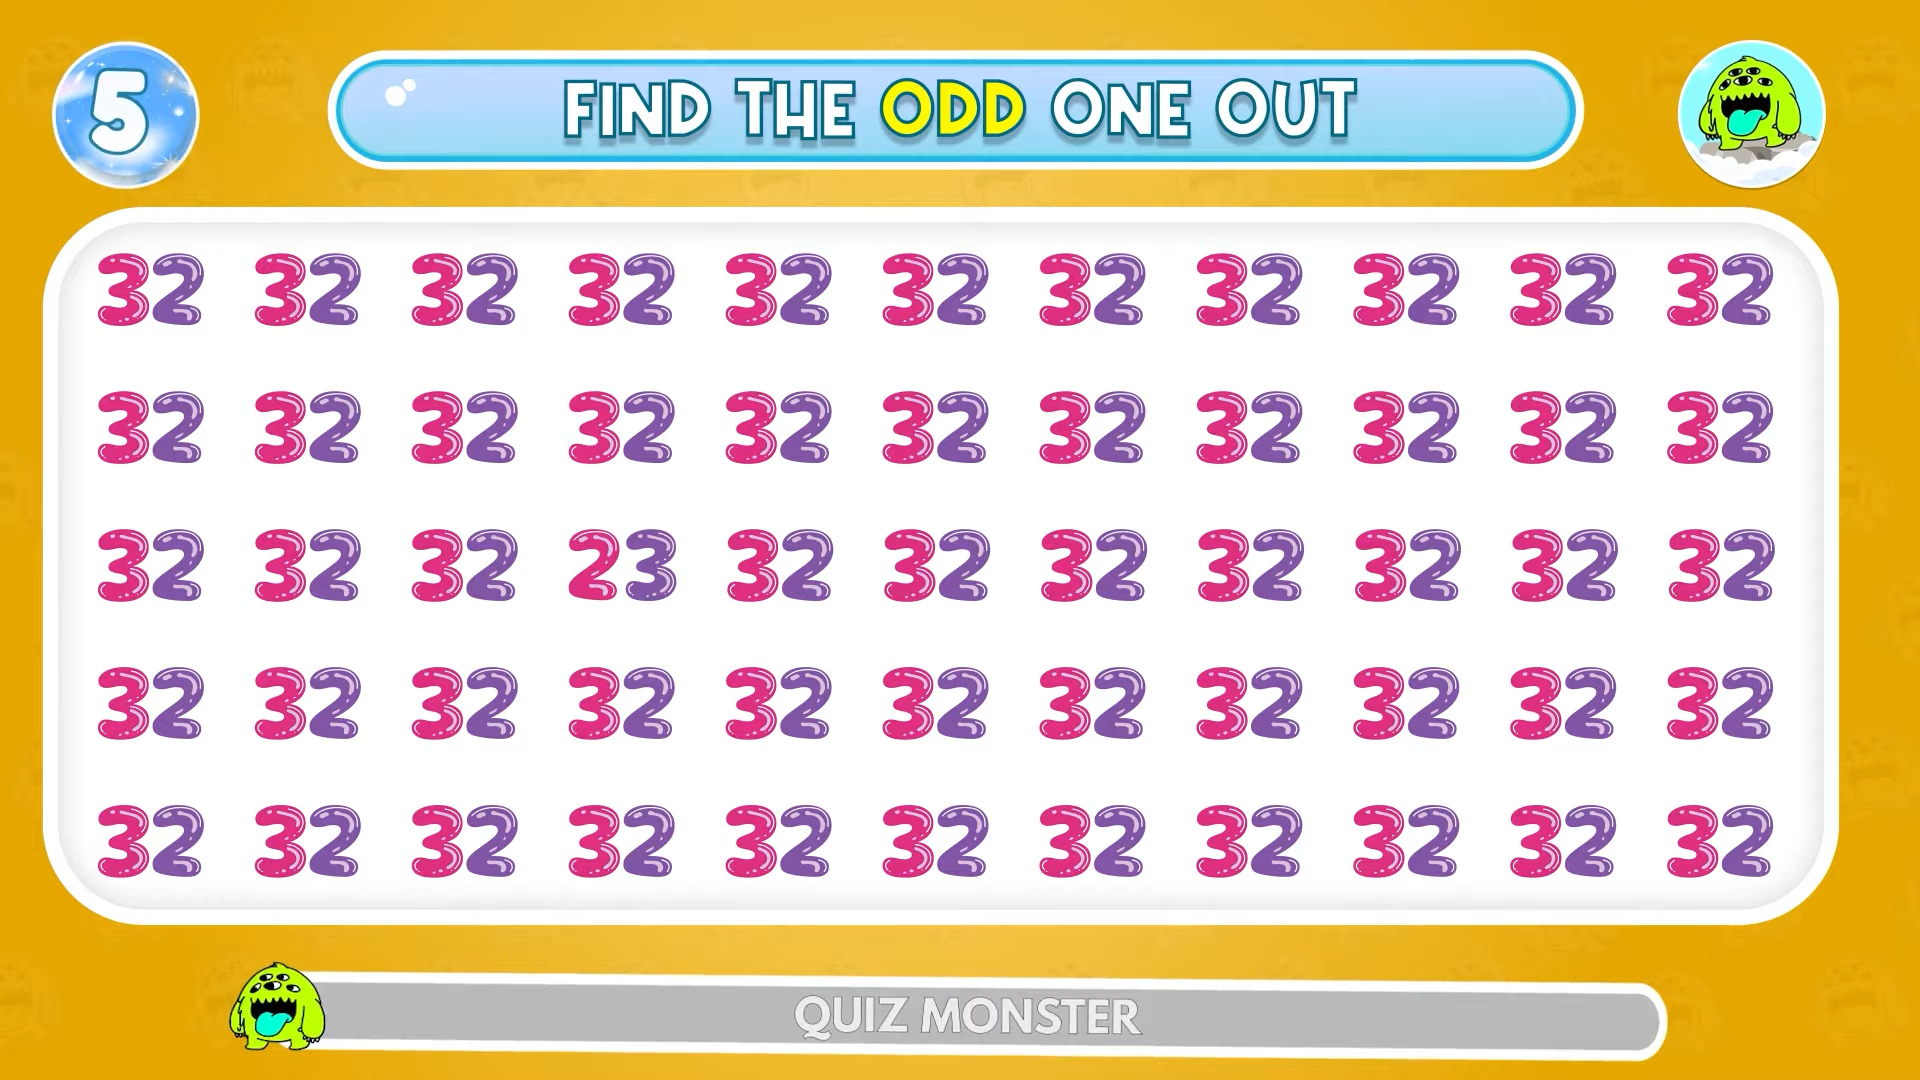 5
FIND THE ODD ONE OUT
32 32 32 32 32 32 32 32 32 32 32
32 32 32 32 32 32 32 32 32 32 32
32 32 32 23 32 32 32 32 32 32 32
32 32 32 32 32 32 32 32 32 32 32
32 32 32 32 32 32 32 32 32 32 32
QUIZ MONSTER